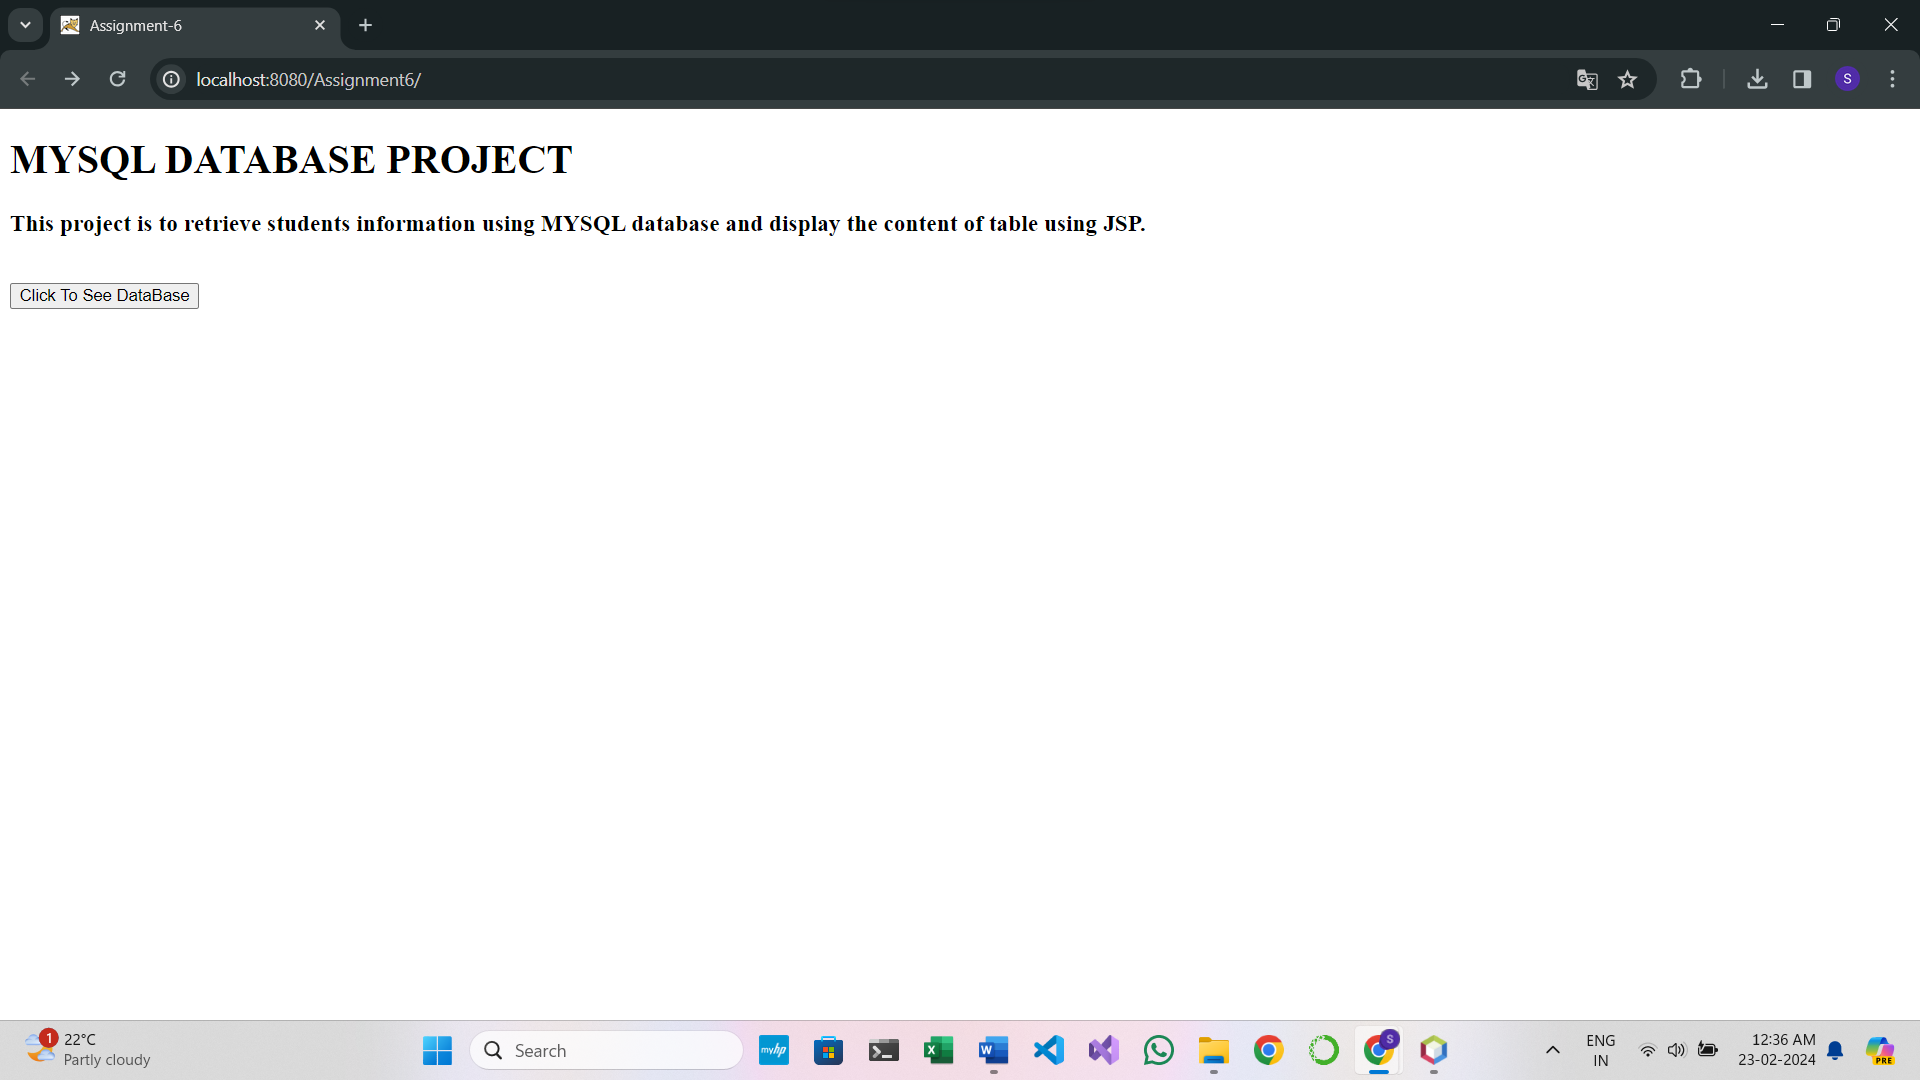 Assignment-6
localhost:8080/Assignment6/
S
MYSQL DATABASE PROJECT
This project is to retrieve students information using MYSQL database and display the content of table using JSP.
Click To See DataBase
1
22°C
Partly cloudy
Search
myhp
X
W
S
ENG
IN
12:36 AM
23-02-2024
PRE